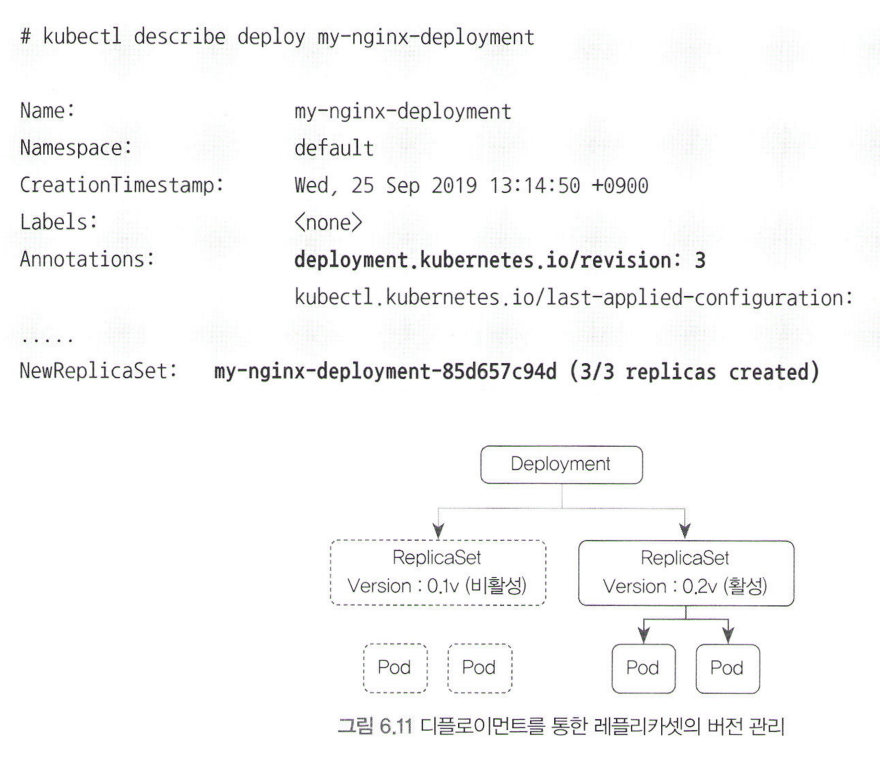 # kubectl describe deploy my-nginx-deployment
Name: my-nginx-deployment
Namespace: default
CreationTimestamp: Wed, 25 Sep 2019 13:14:50 +0900
Labels: <none>
Annotations: deployment.kubernetes.io/revision: 3
kubectl.kubernetes.io/last-applied-configuration:
.....
NewReplicaSet: my-nginx-deployment-85d657c94d (3/3 replicas created)
Deployment
ReplicaSet
Version : 0.1v (비활성)
ReplicaSet
Version : 0.2v (활성)
Pod
Pod
Pod
Pod
그림 6.11 디플로이먼트를 통한 레플리카셋의 버전 관리